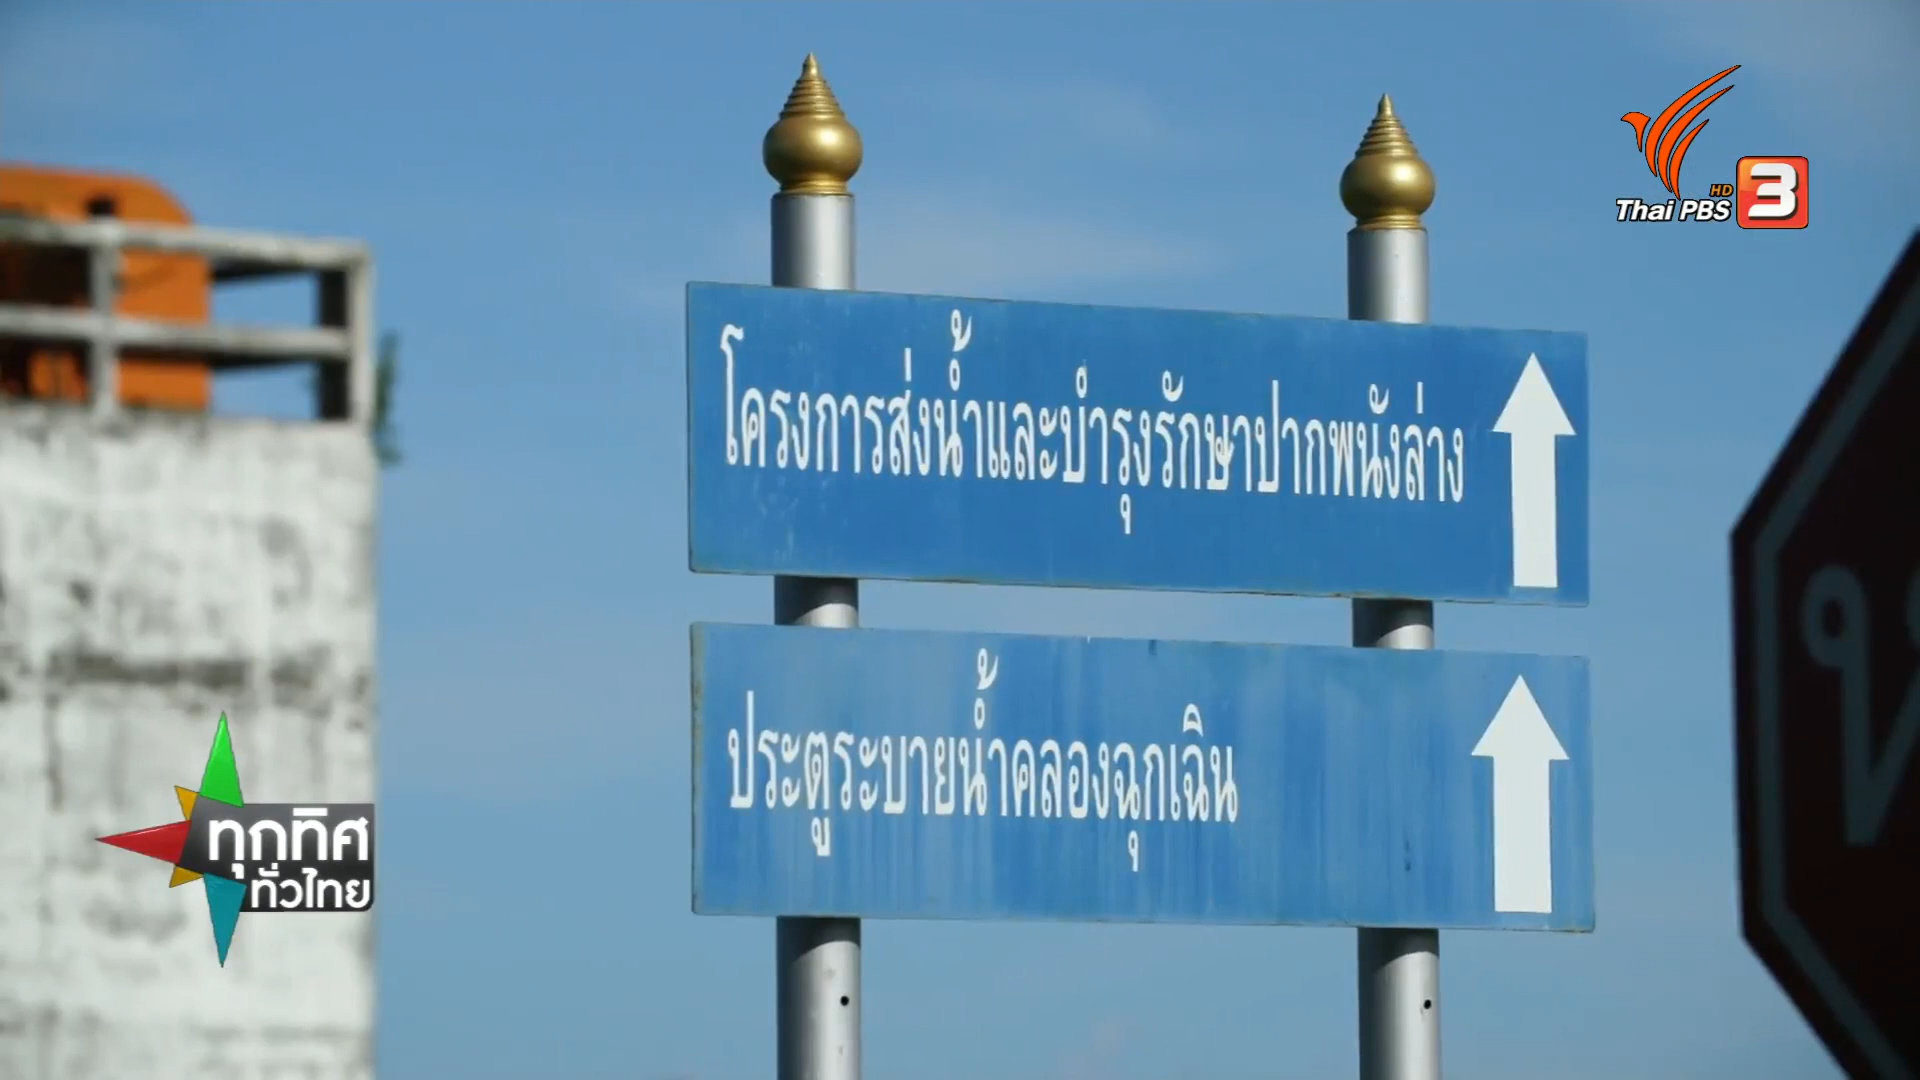 Thai PBS HD 3
โครงการส่งน้ำและบำรุงรักษาปากพนังล่าง
ประตูระบายน้ำคลองฉุกเฉิน
ทุกทิศ
ทั่วไทย